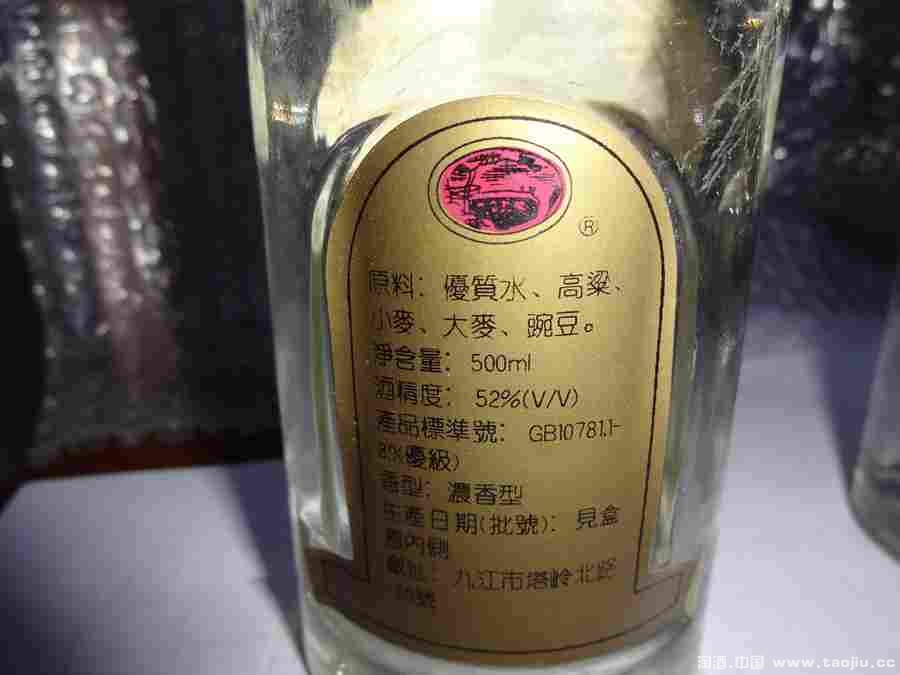 ®
原料：優質水、高粱、
小麥、大麥、豌豆。
淨含量：500ml
酒精度：52%(V/V)
產品標準號：GB10781.1-
優級)
香型：濃香型
生產日期(批號)：見盒
蓋內側
廠址：九江市塔岭北路
號
淘酒.中国 www.taojiu.cc